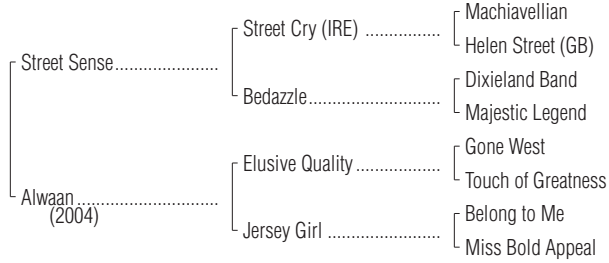 Machiavellian
Street Cry (IRE) ..................
Helen Street (GB)
Street Sense.........................
Dixieland Band
Bedazzle...............................
Majestic Legend
Gone West
Elusive Quality ....................
Touch of Greatness
Alwaan ..................................
(2004)
Belong to Me
Jersey Girl ...........................
Miss Bold Appeal